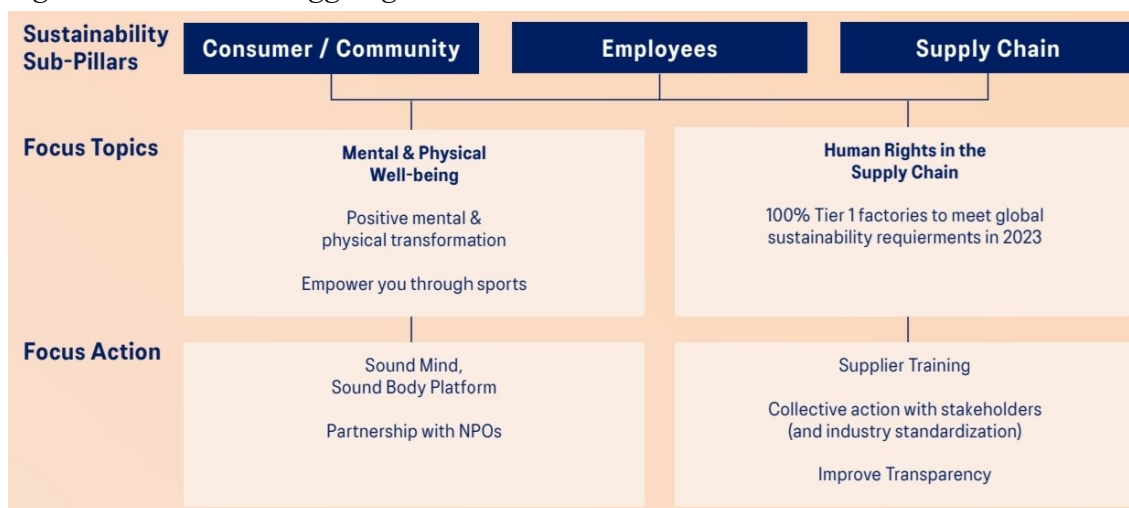 Sustainability
Sub-Pillars
Consumer / Community
Employees
Supply Chain
Focus Topics
Mental & Physical
Well-being
Positive mental &
physical transformation
Empower you through sports
Human Rights in the
Supply Chain
100% Tier 1 factories to meet global
sustainability requierments in 2023
Focus Action
Sound Mind,
Sound Body Platform
Partnership with NPOs
Supplier Training
Collective action with stakeholders
(and industry standardization)
Improve Transparency